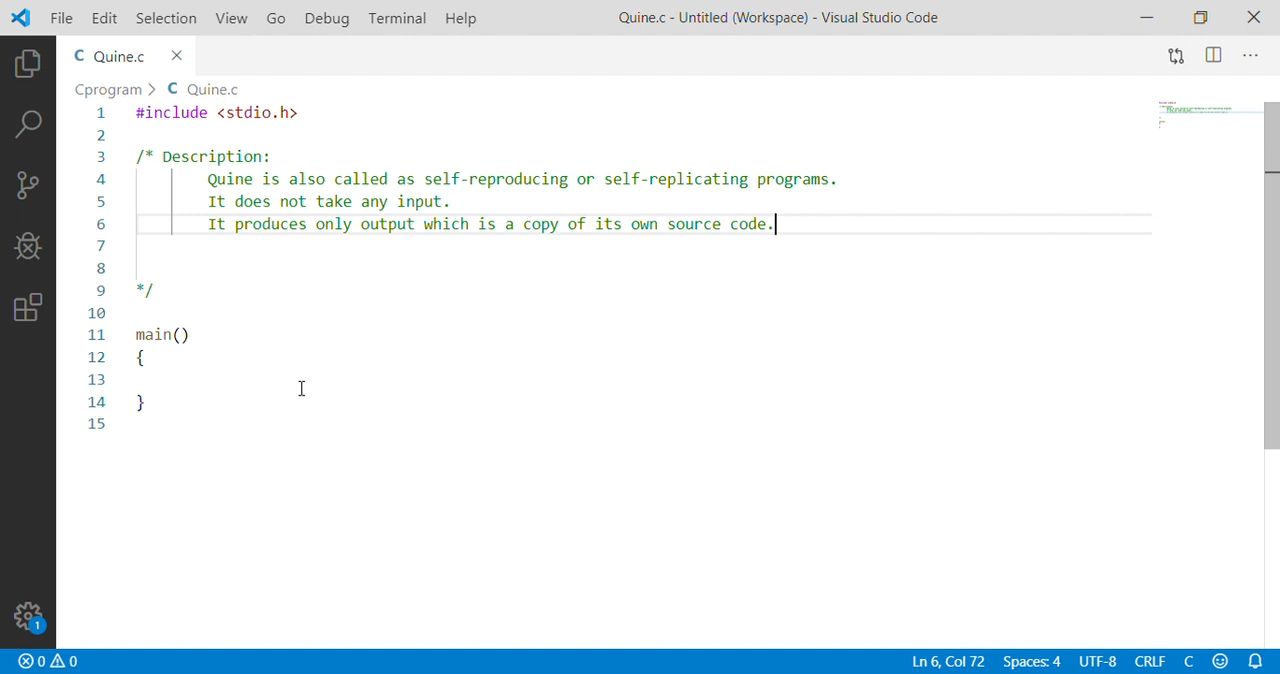 File Edit Selection View Go Debug Terminal Help Quine.c - Untitled (Workspace) - Visual Studio Code
C Quine.c
Cprogram > C Quine.c
1 #include <stdio.h>
2
3 /* Description:
4 Quine is also called as self-reproducing or self-replicating programs.
5 It does not take any input.
6 It produces only output which is a copy of its own source code.
7
8
9 */
10
11 main()
12 {
13
14 }
15
1
0 0 Ln 6, Col 72 Spaces: 4 UTF-8 CRLF C